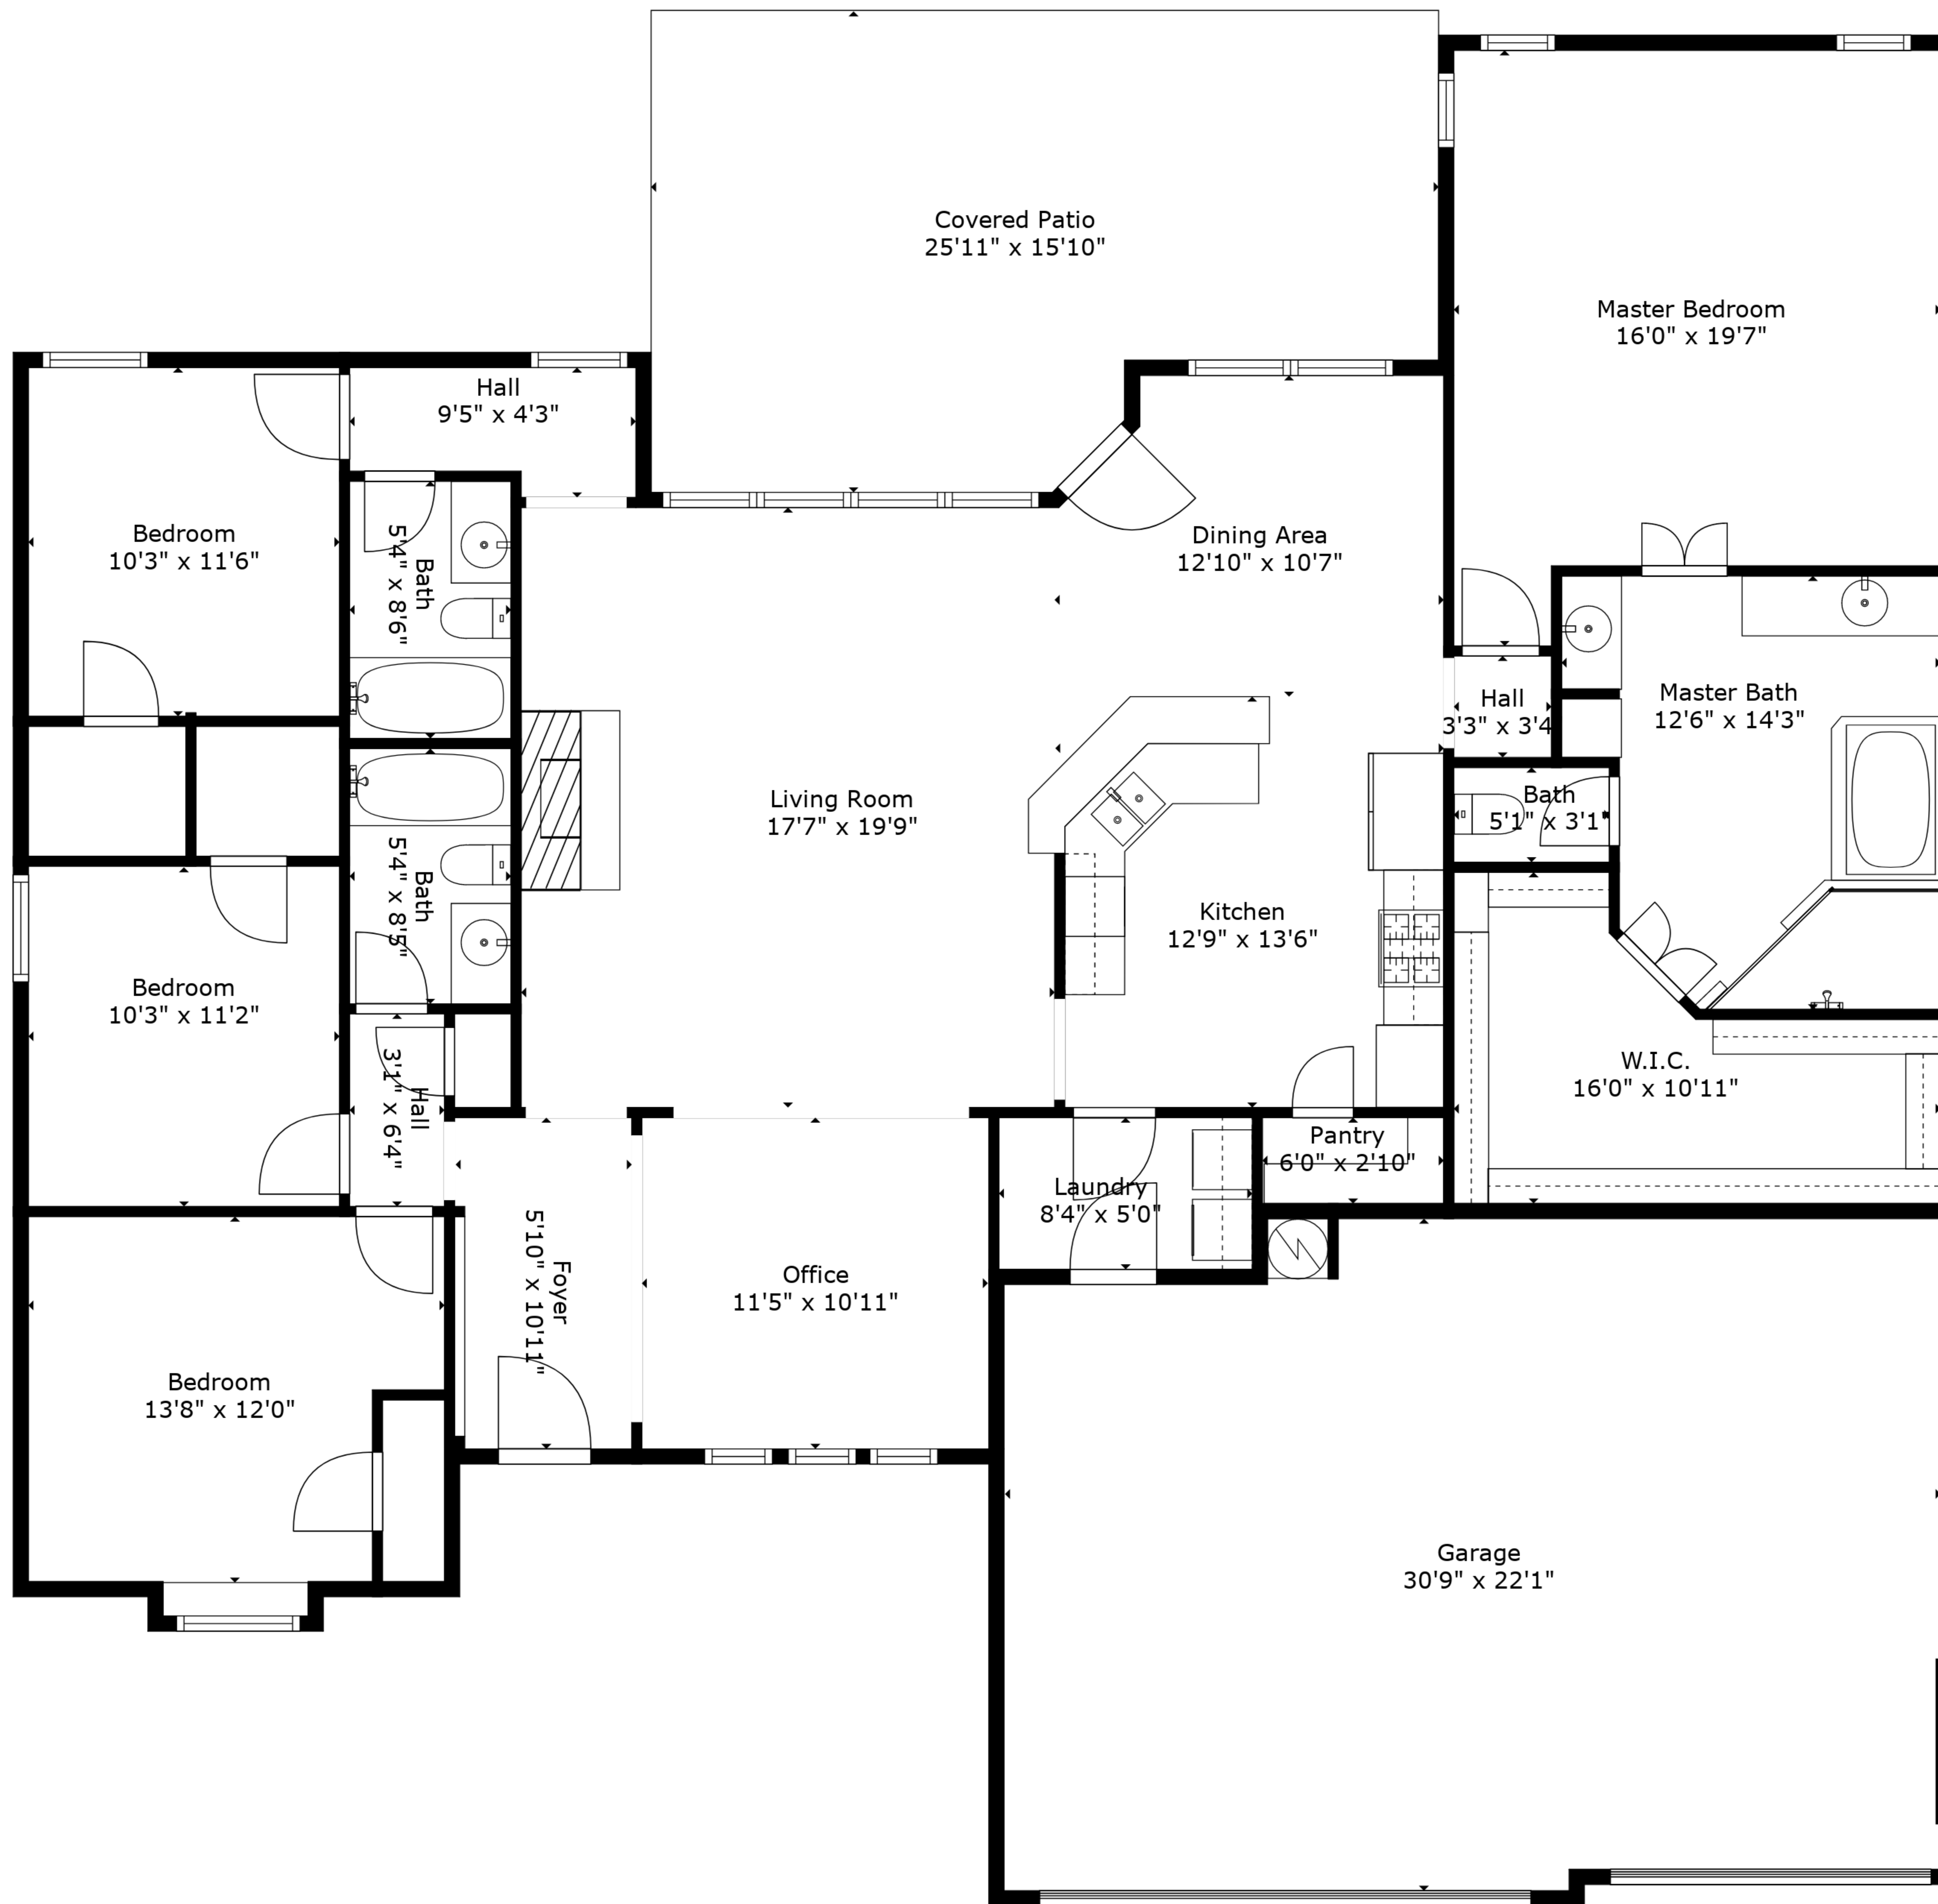 Covered Patio
25'11" x 15'10"
Master Bedroom
16'0" x 19'7"
Hall
9'5" x 4'3"
Bedroom
10'3" x 11'6"
Bath
5'4" x 8'6"
Dining Area
12'10" x 10'7"
Hall
3'3" x 3'4
Master Bath
12'6" x 14'3"
Living Room
17'7" x 19'9"
Bath
5'1" x 3'1"
Bath
5'4" x 8'5"
Kitchen
12'9" x 13'6"
Bedroom
10'3" x 11'2"
Hall
3'1" x 6'4"
W.I.C.
16'0" x 10'11"
Pantry
6'0" x 2'10"
Laundry
8'4" x 5'0"
Foyer
5'10" x 10'11"
Office
11'5" x 10'11"
Bedroom
13'8" x 12'0"
Garage
30'9" x 22'1"